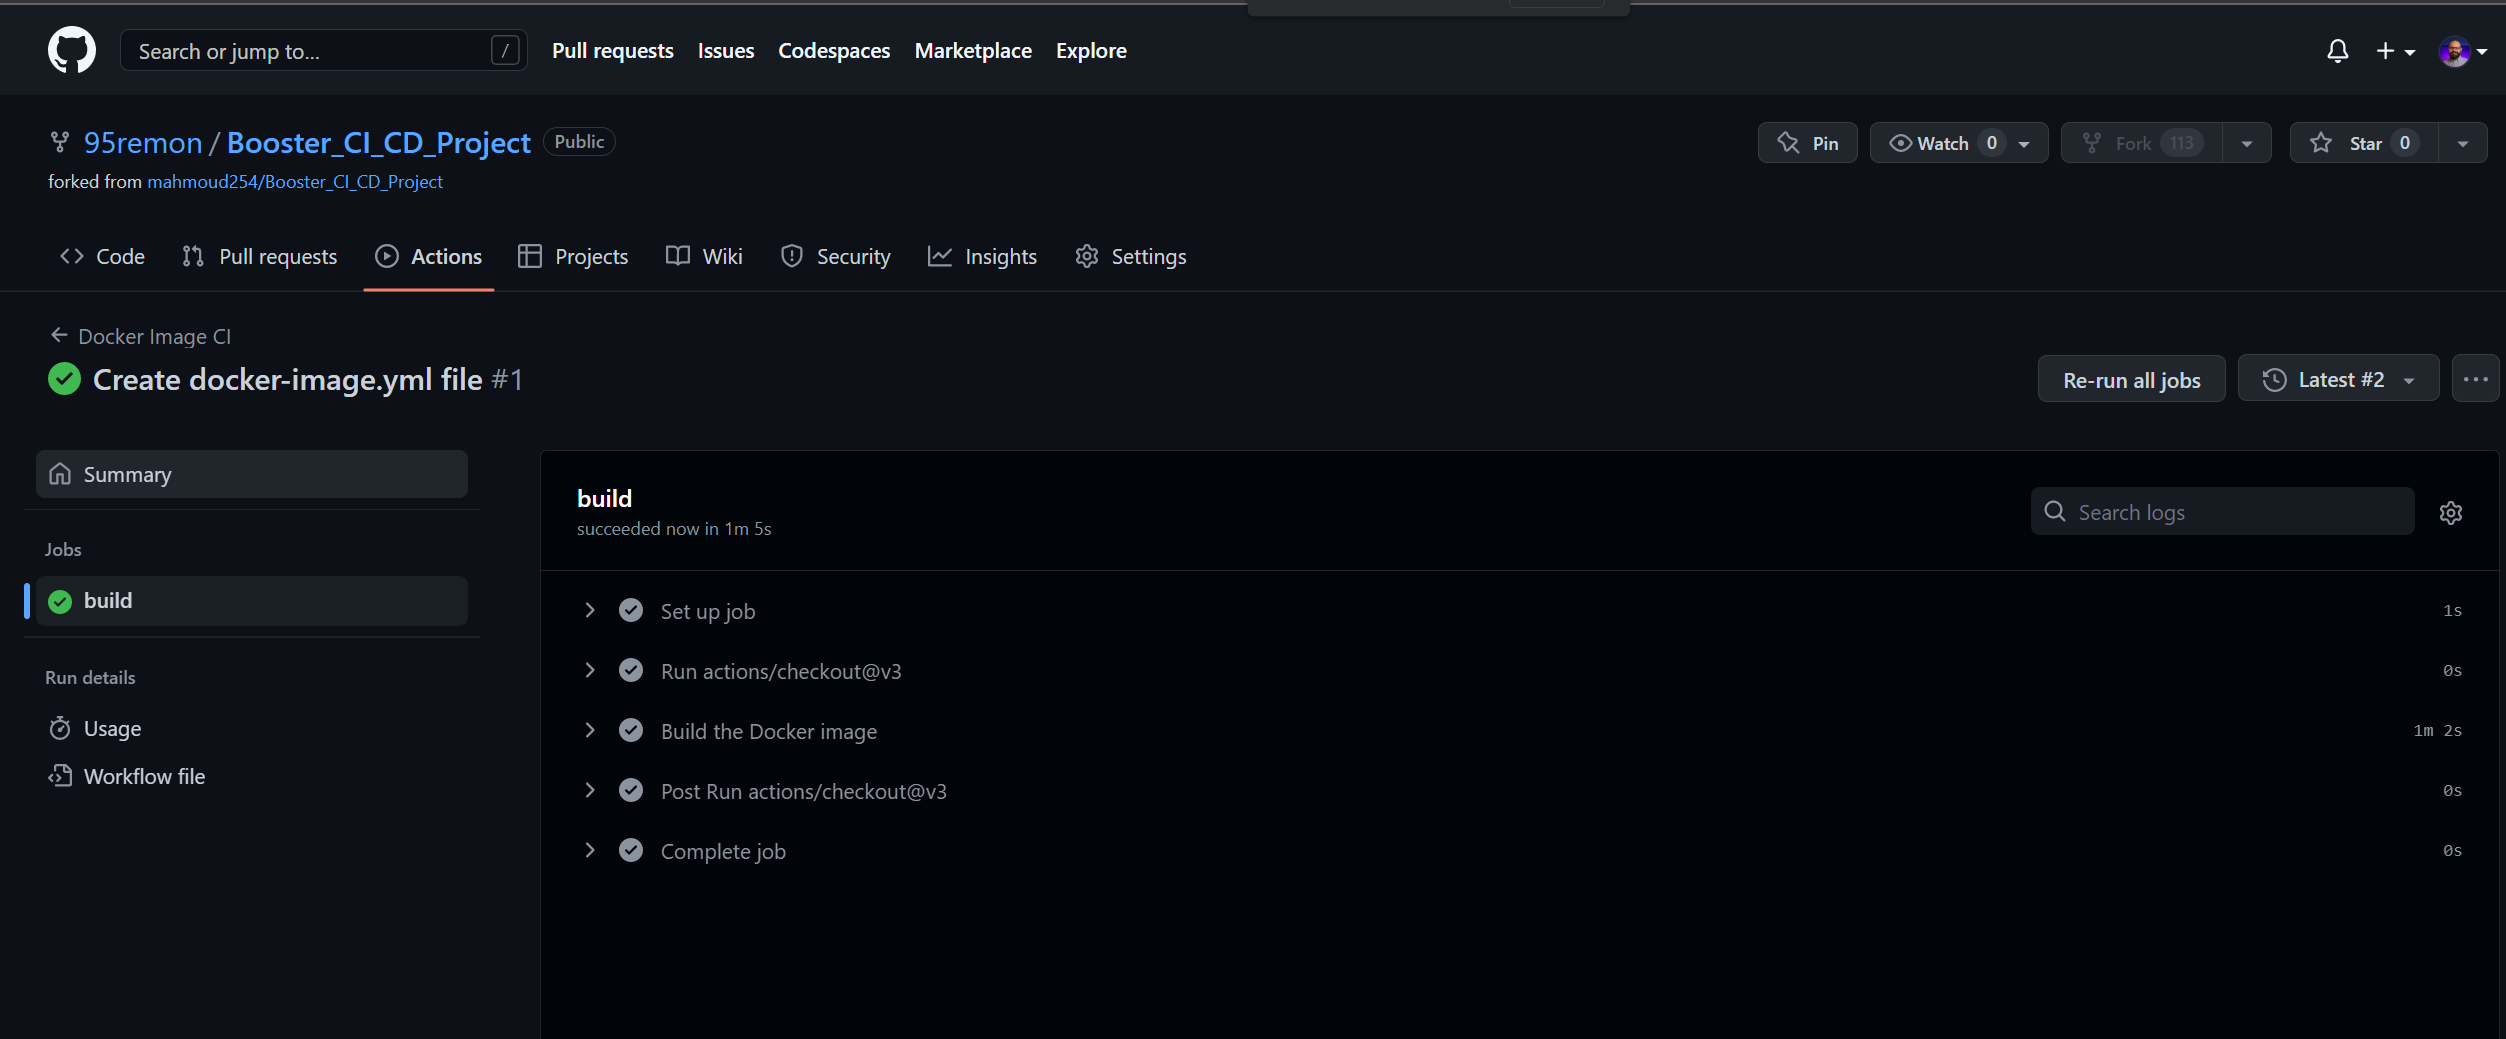 Search or jump to... /
Pull requests Issues Codespaces Marketplace Explore
95remon / Booster_CI_CD_Project Public
Pin Watch 0 Fork 113 Star 0
forked from mahmoud254/Booster_CI_CD_Project
Code Pull requests Actions Projects Wiki Security Insights Settings
Docker Image CI
Create docker-image.yml file #1
Re-run all jobs Latest #2
Summary
Jobs
build
Run details
Usage
Workflow file
build
succeeded now in 1m 5s
Search logs
Set up job 1s
Run actions/checkout@v3 0s
Build the Docker image 1m 2s
Post Run actions/checkout@v3 0s
Complete job 0s